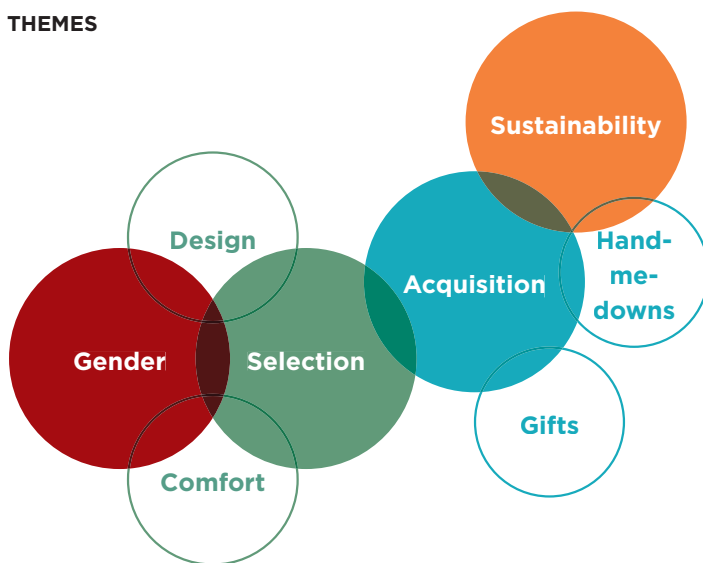 THEMES
Sustainability
Design
Hand-
me-
downs
Acquisition
Gender
Selection
Gifts
Comfort